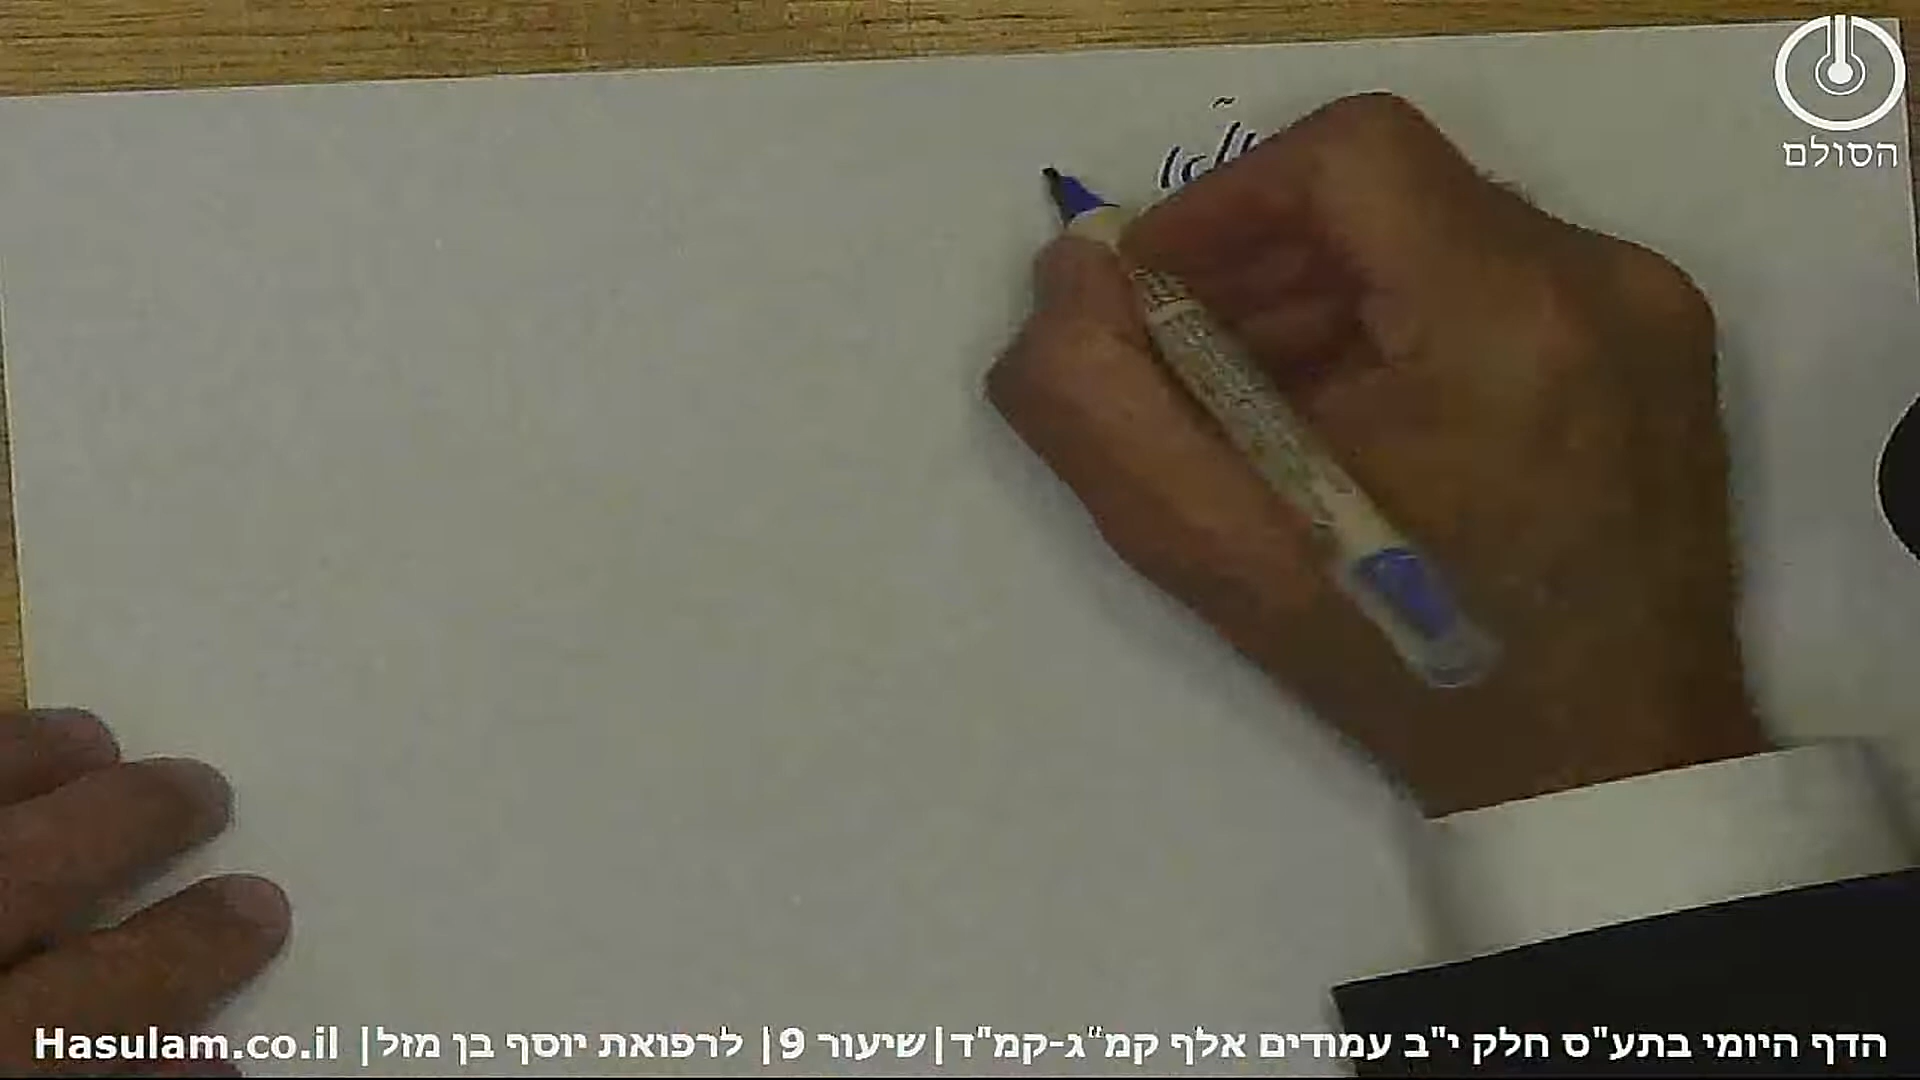 הסולם
הדף היומי בתע"ס חלק י"ב עמודים אלף קמ"ג-קמ"ד|שיעור 9| לרפואת יוסף בן מזל| Hasulam.co.il